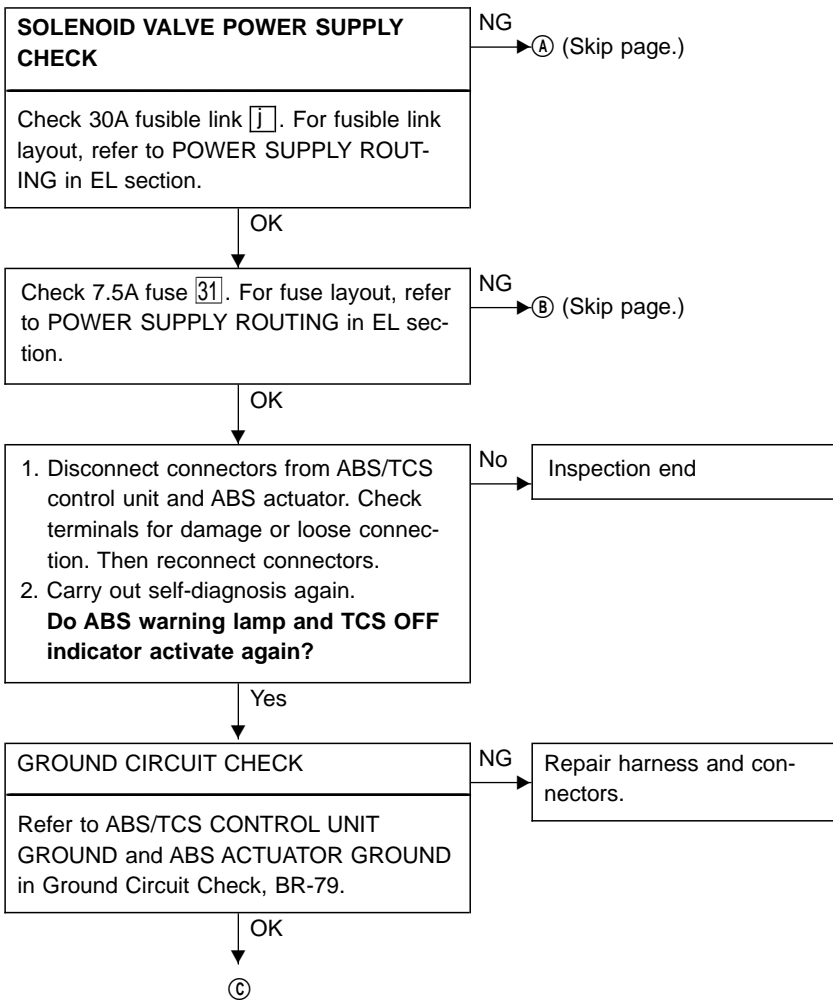 SOLENOID VALVE POWER SUPPLY
CHECK
NG
Ⓐ (Skip page.)
Check 30A fusible link j . For fusible link
layout, refer to POWER SUPPLY ROUT-
ING in EL section.
OK
Check 7.5A fuse 31 . For fuse layout, refer
to POWER SUPPLY ROUTING in EL sec-
tion.
NG
Ⓑ (Skip page.)
OK
1. Disconnect connectors from ABS/TCS
control unit and ABS actuator. Check
terminals for damage or loose connec-
tion. Then reconnect connectors.
2. Carry out self-diagnosis again.
Do ABS warning lamp and TCS OFF
indicator activate again?
No
Inspection end
Yes
GROUND CIRCUIT CHECK
NG
Repair harness and con-
nectors.
Refer to ABS/TCS CONTROL UNIT
GROUND and ABS ACTUATOR GROUND
in Ground Circuit Check, BR-79.
OK
Ⓒ